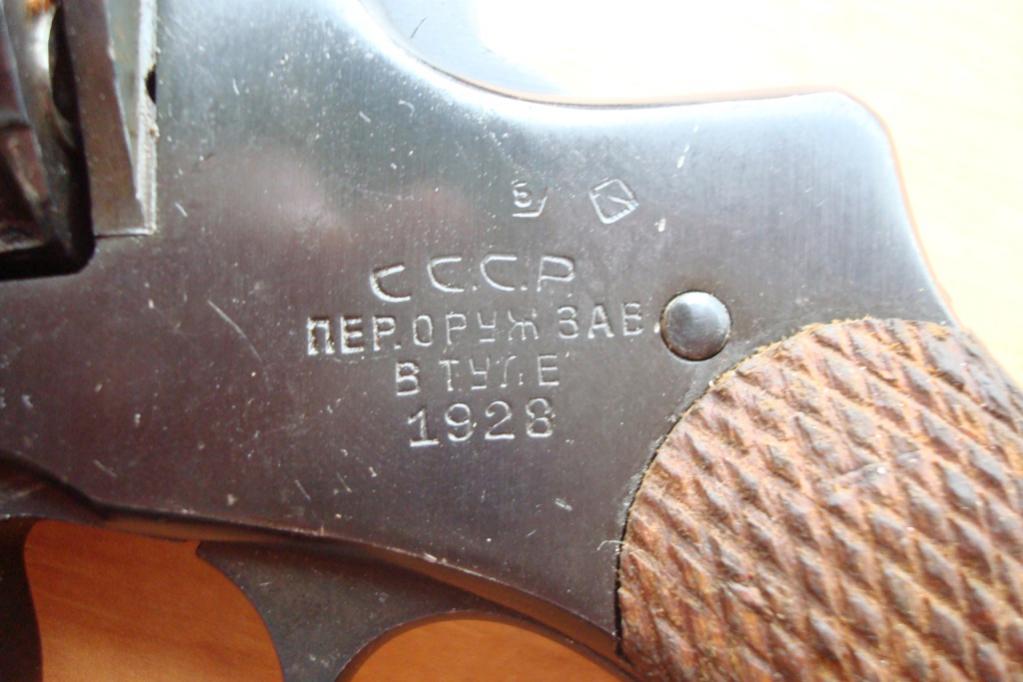 Е
С.С.С.Р
ПЕР.ОРУЖ ЗАВ
В ТУЛЕ
1928